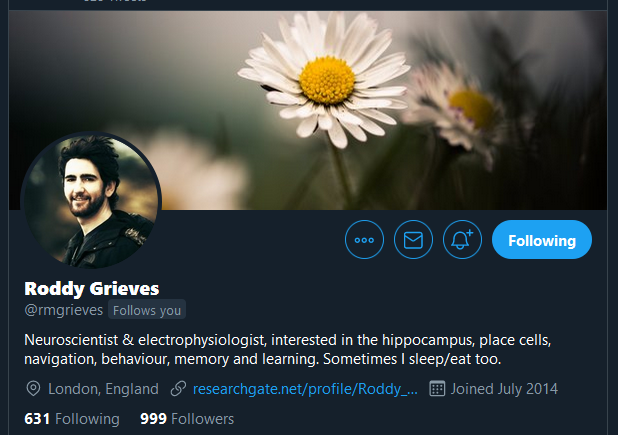 Following
Roddy Grieves
@rmgrieves Follows you
Neuroscientist & electrophysiologist, interested in the hippocampus, place cells,
navigation, behaviour, memory and learning. Sometimes I sleep/eat too.
London, England researchgate.net/profile/Roddy_... Joined July 2014
631 Following 999 Followers